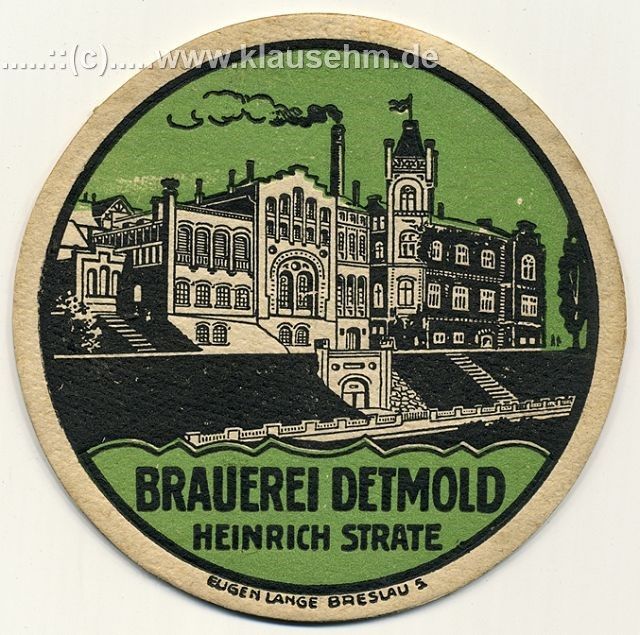 .....::(c).....www.klausehm.de
BRAUEREI DETMOLD
HEINRICH STRATE
EUGEN LANGE BRESLAU 5